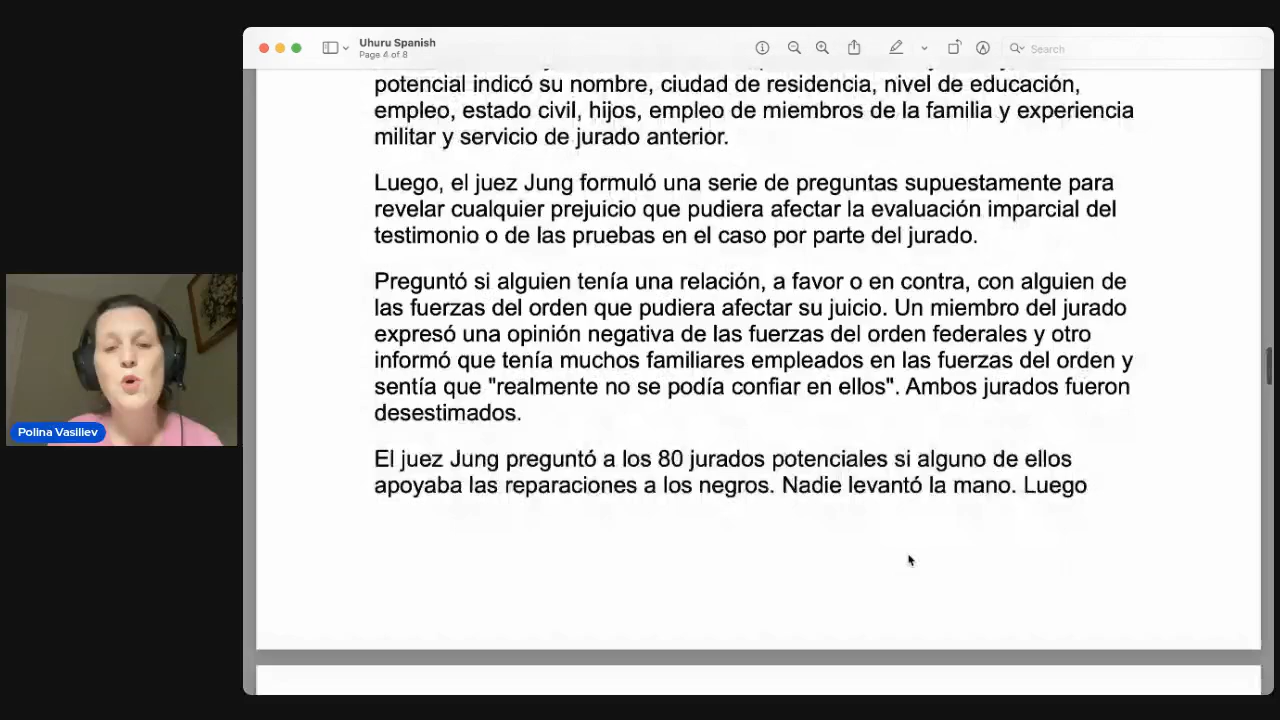 Uhuru Spanish
Page 4 of 8
Search
potencial indicó su nombre, ciudad de residencia, nivel de educación,
empleo, estado civil, hijos, empleo de miembros de la familia y experiencia
militar y servicio de jurado anterior.
Luego, el juez Jung formuló una serie de preguntas supuestamente para
revelar cualquier prejuicio que pudiera afectar la evaluación imparcial del
testimonio o de las pruebas en el caso por parte del jurado.
Preguntó si alguien tenía una relación, a favor o en contra, con alguien de
las fuerzas del orden que pudiera afectar su juicio. Un miembro del jurado
expresó una opinión negativa de las fuerzas del orden federales y otro
informó que tenía muchos familiares empleados en las fuerzas del orden y
sentía que "realmente no se podía confiar en ellos". Ambos jurados fueron
desestimados.
El juez Jung preguntó a los 80 jurados potenciales si alguno de ellos
apoyaba las reparaciones a los negros. Nadie levantó la mano. Luego
Polina Vasiliev